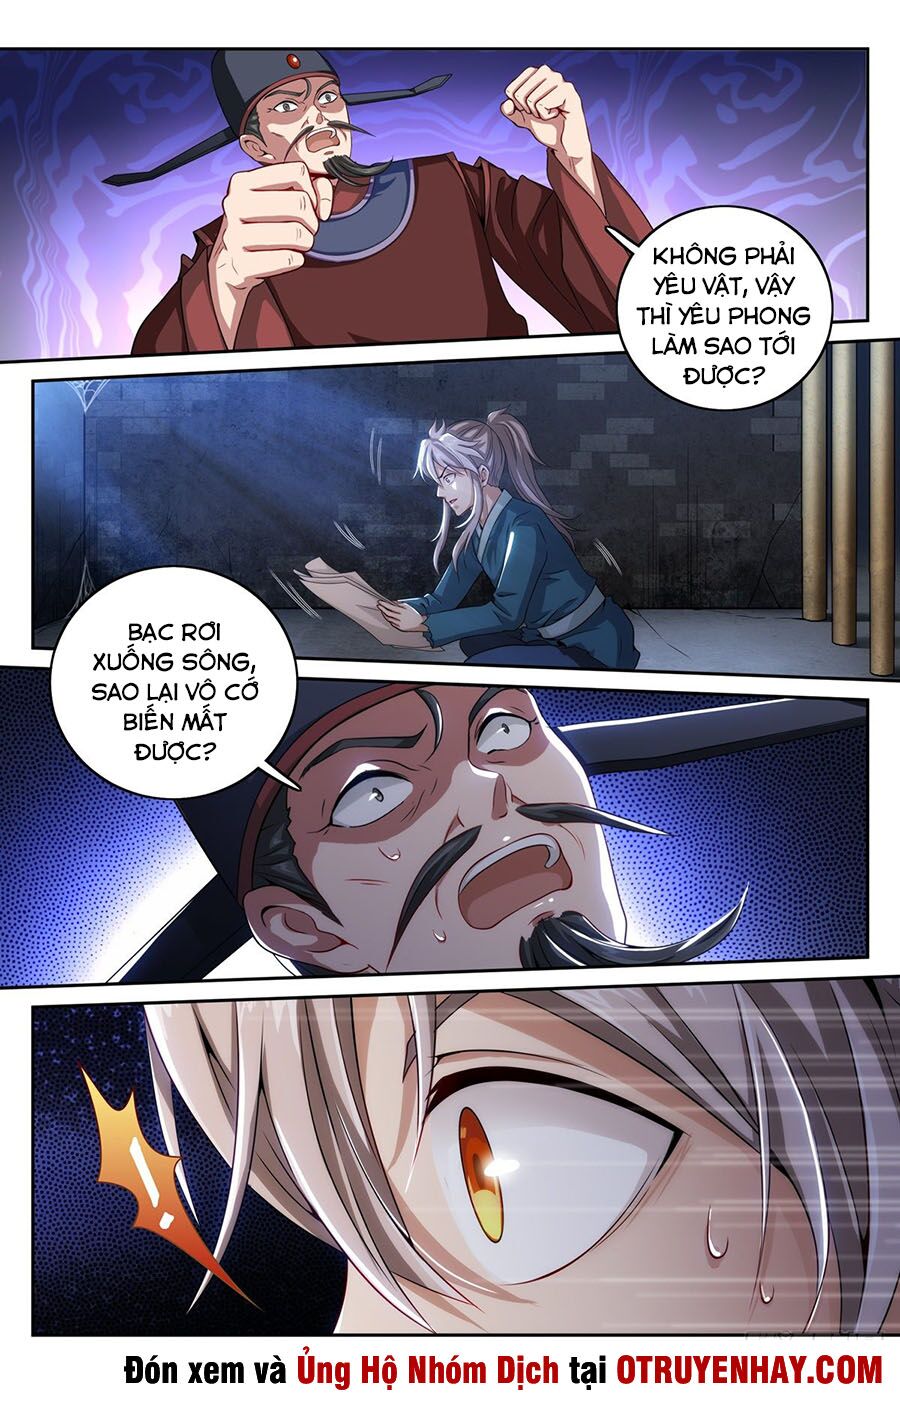 KHÔNG PHẢI
YÊU VẬT, VẬY
THÌ YÊU PHONG
LÀM SAO TỚI
ĐƯỢC?
BẠC RƠI
XUỐNG SÔNG,
SAO LẠI VÔ CỚ
BIẾN MẤT
ĐƯỢC?
Đón xem và Ủng Hộ Nhóm Dịch tại OTRUYENHAY.COM